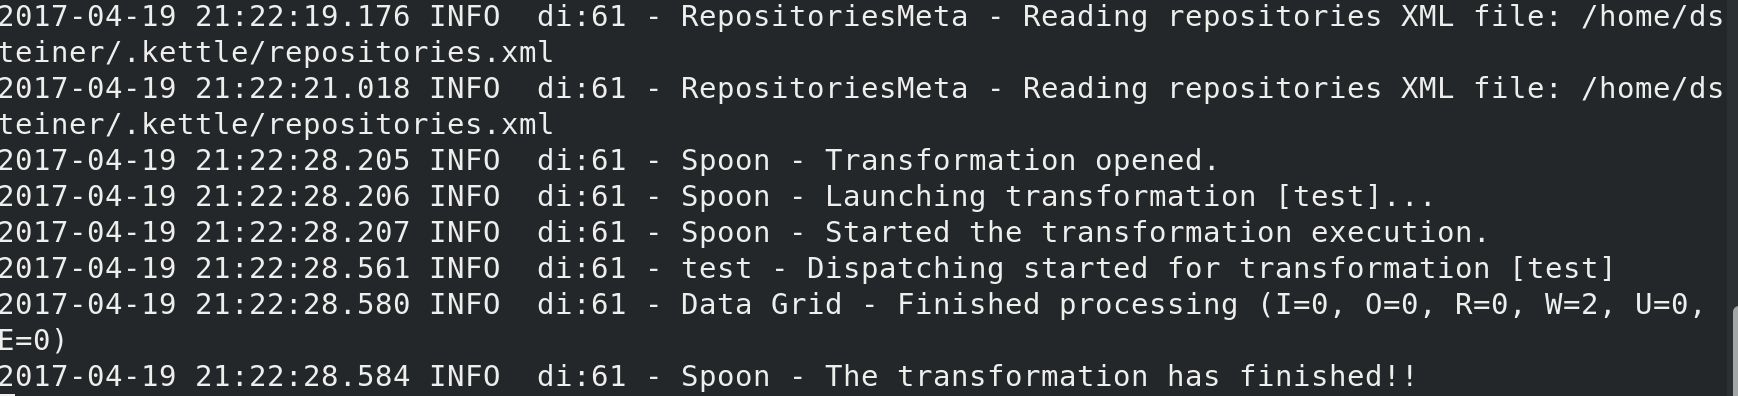 2017-04-19 21:22:19.176 INFO  di:61 - RepositoriesMeta - Reading repositories XML file: /home/ds
teiner/.kettle/repositories.xml
2017-04-19 21:22:21.018 INFO  di:61 - RepositoriesMeta - Reading repositories XML file: /home/ds
teiner/.kettle/repositories.xml
2017-04-19 21:22:28.205 INFO  di:61 - Spoon - Transformation opened.
2017-04-19 21:22:28.206 INFO  di:61 - Spoon - Launching transformation [test]...
2017-04-19 21:22:28.207 INFO  di:61 - Spoon - Started the transformation execution.
2017-04-19 21:22:28.561 INFO  di:61 - test - Dispatching started for transformation [test]
2017-04-19 21:22:28.580 INFO  di:61 - Data Grid - Finished processing (I=0, O=0, R=0, W=2, U=0,
E=0)
2017-04-19 21:22:28.584 INFO  di:61 - Spoon - The transformation has finished!!